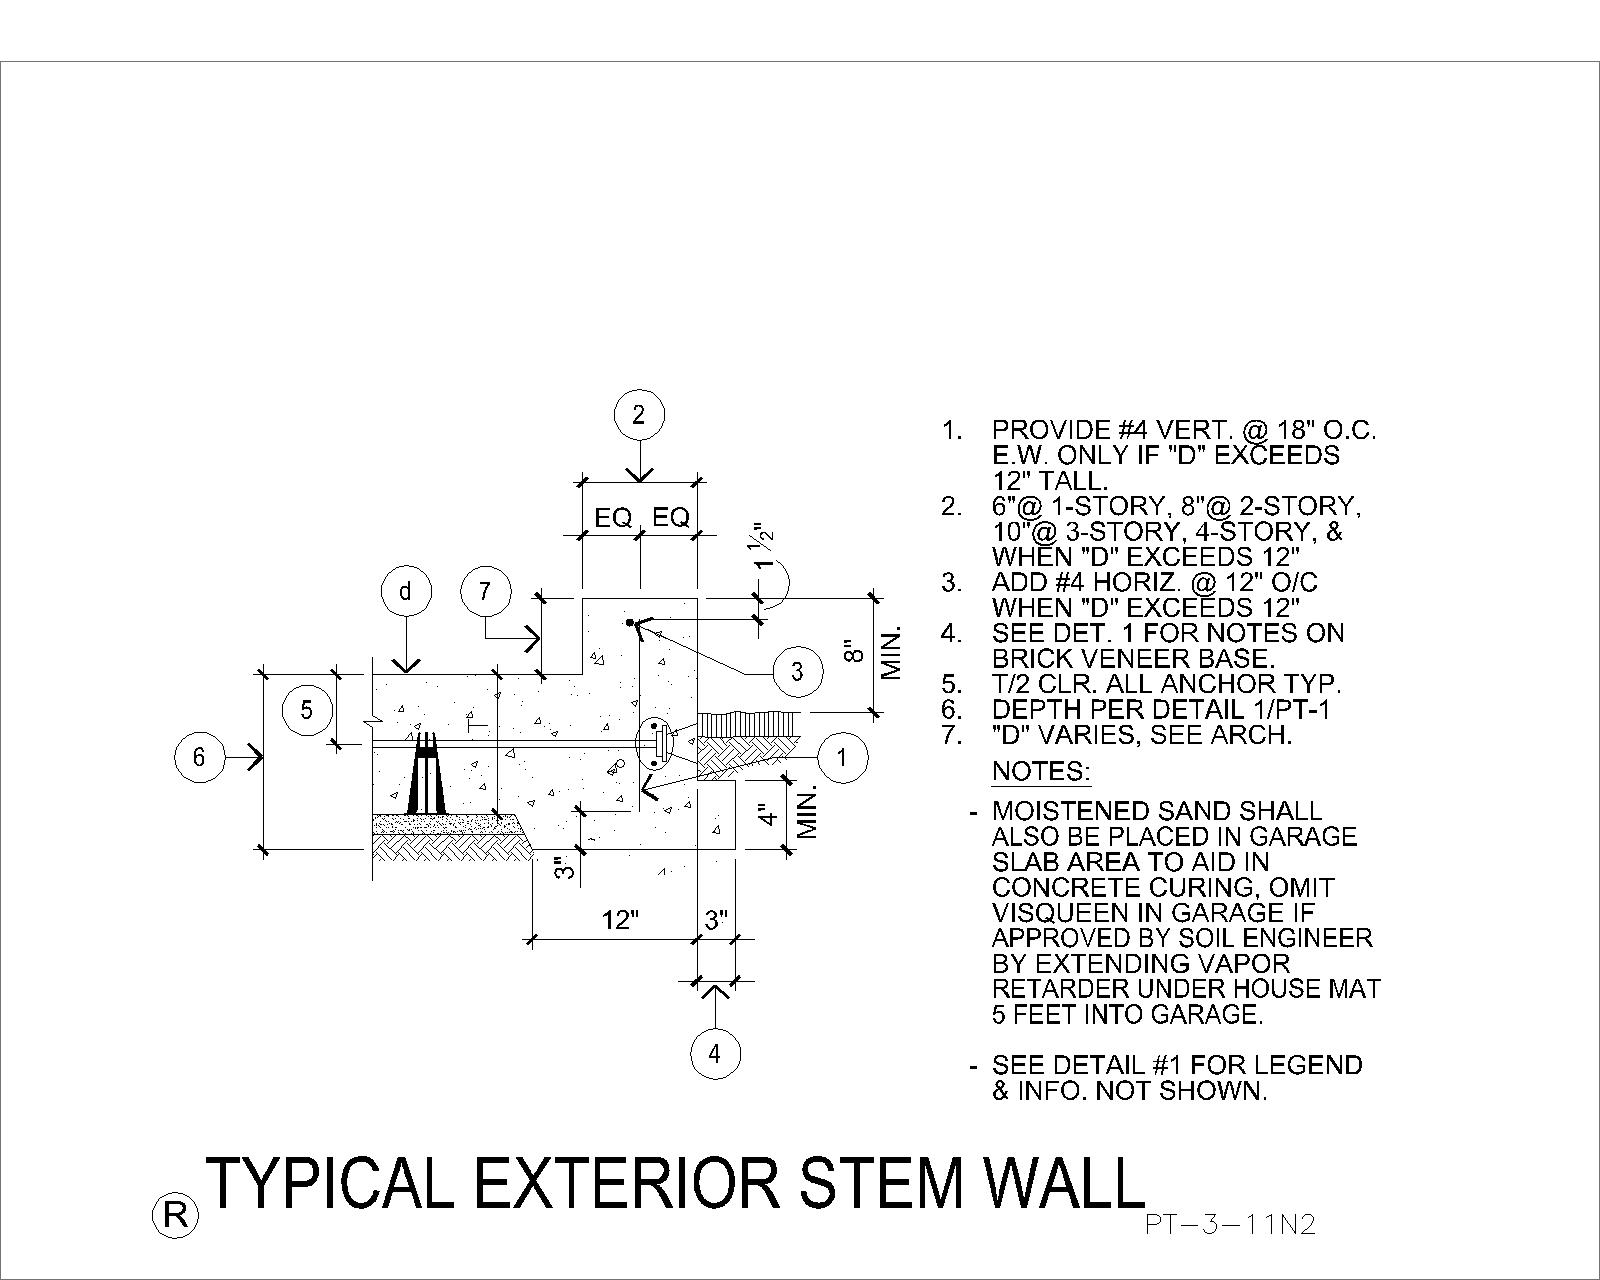 2
EQ EQ
1 ½"
d
7
3
8"
MIN.
5
T
6
1
4"
MIN.
3"
12"
3"
4
1. PROVIDE #4 VERT. @ 18" O.C.
E.W. ONLY IF "D" EXCEEDS
12" TALL.
2. 6"@ 1-STORY, 8"@ 2-STORY,
10"@ 3-STORY, 4-STORY, &
WHEN "D" EXCEEDS 12"
3. ADD #4 HORIZ. @ 12" O/C
WHEN "D" EXCEEDS 12"
4. SEE DET. 1 FOR NOTES ON
BRICK VENEER BASE.
5. T/2 CLR. ALL ANCHOR TYP.
6. DEPTH PER DETAIL 1/PT-1
7. "D" VARIES, SEE ARCH.
NOTES:
- MOISTENED SAND SHALL
ALSO BE PLACED IN GARAGE
SLAB AREA TO AID IN
CONCRETE CURING, OMIT
VISQUEEN IN GARAGE IF
APPROVED BY SOIL ENGINEER
BY EXTENDING VAPOR
RETARDER UNDER HOUSE MAT
5 FEET INTO GARAGE.
- SEE DETAIL #1 FOR LEGEND
& INFO. NOT SHOWN.
R TYPICAL EXTERIOR STEM WALL
PT-3-11N2